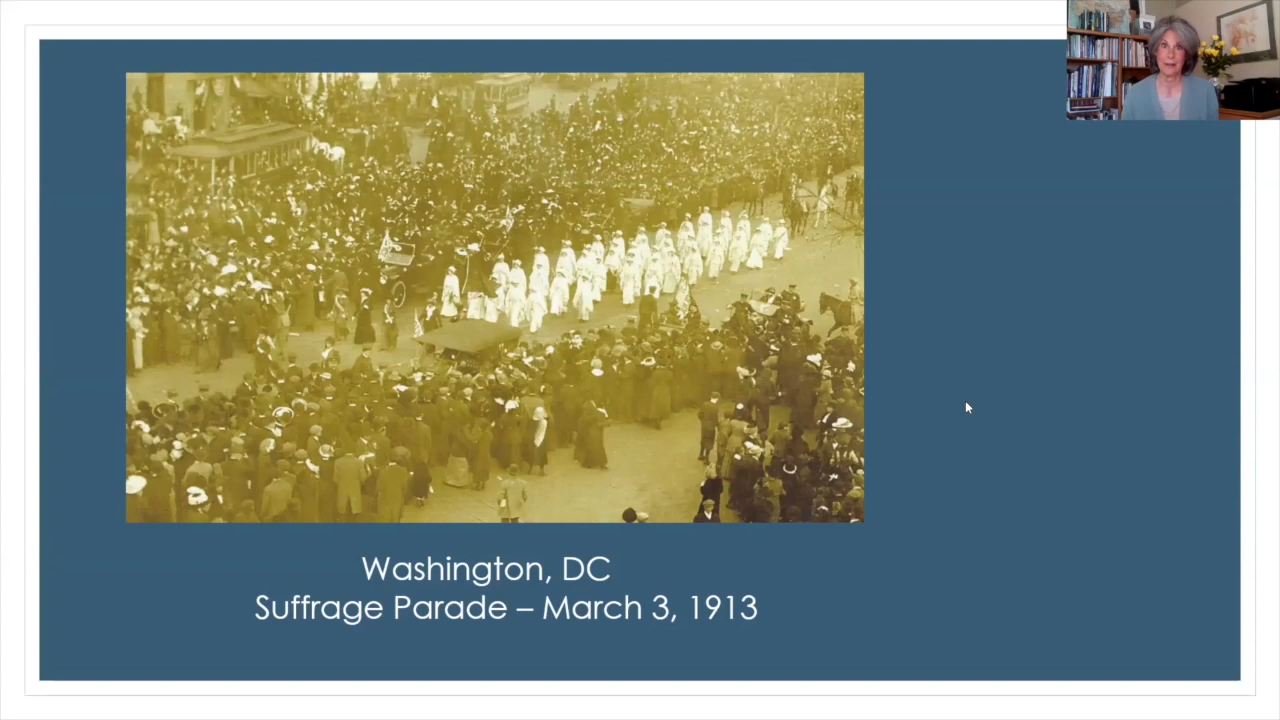 Washington, DC
Suffrage Parade – March 3, 1913